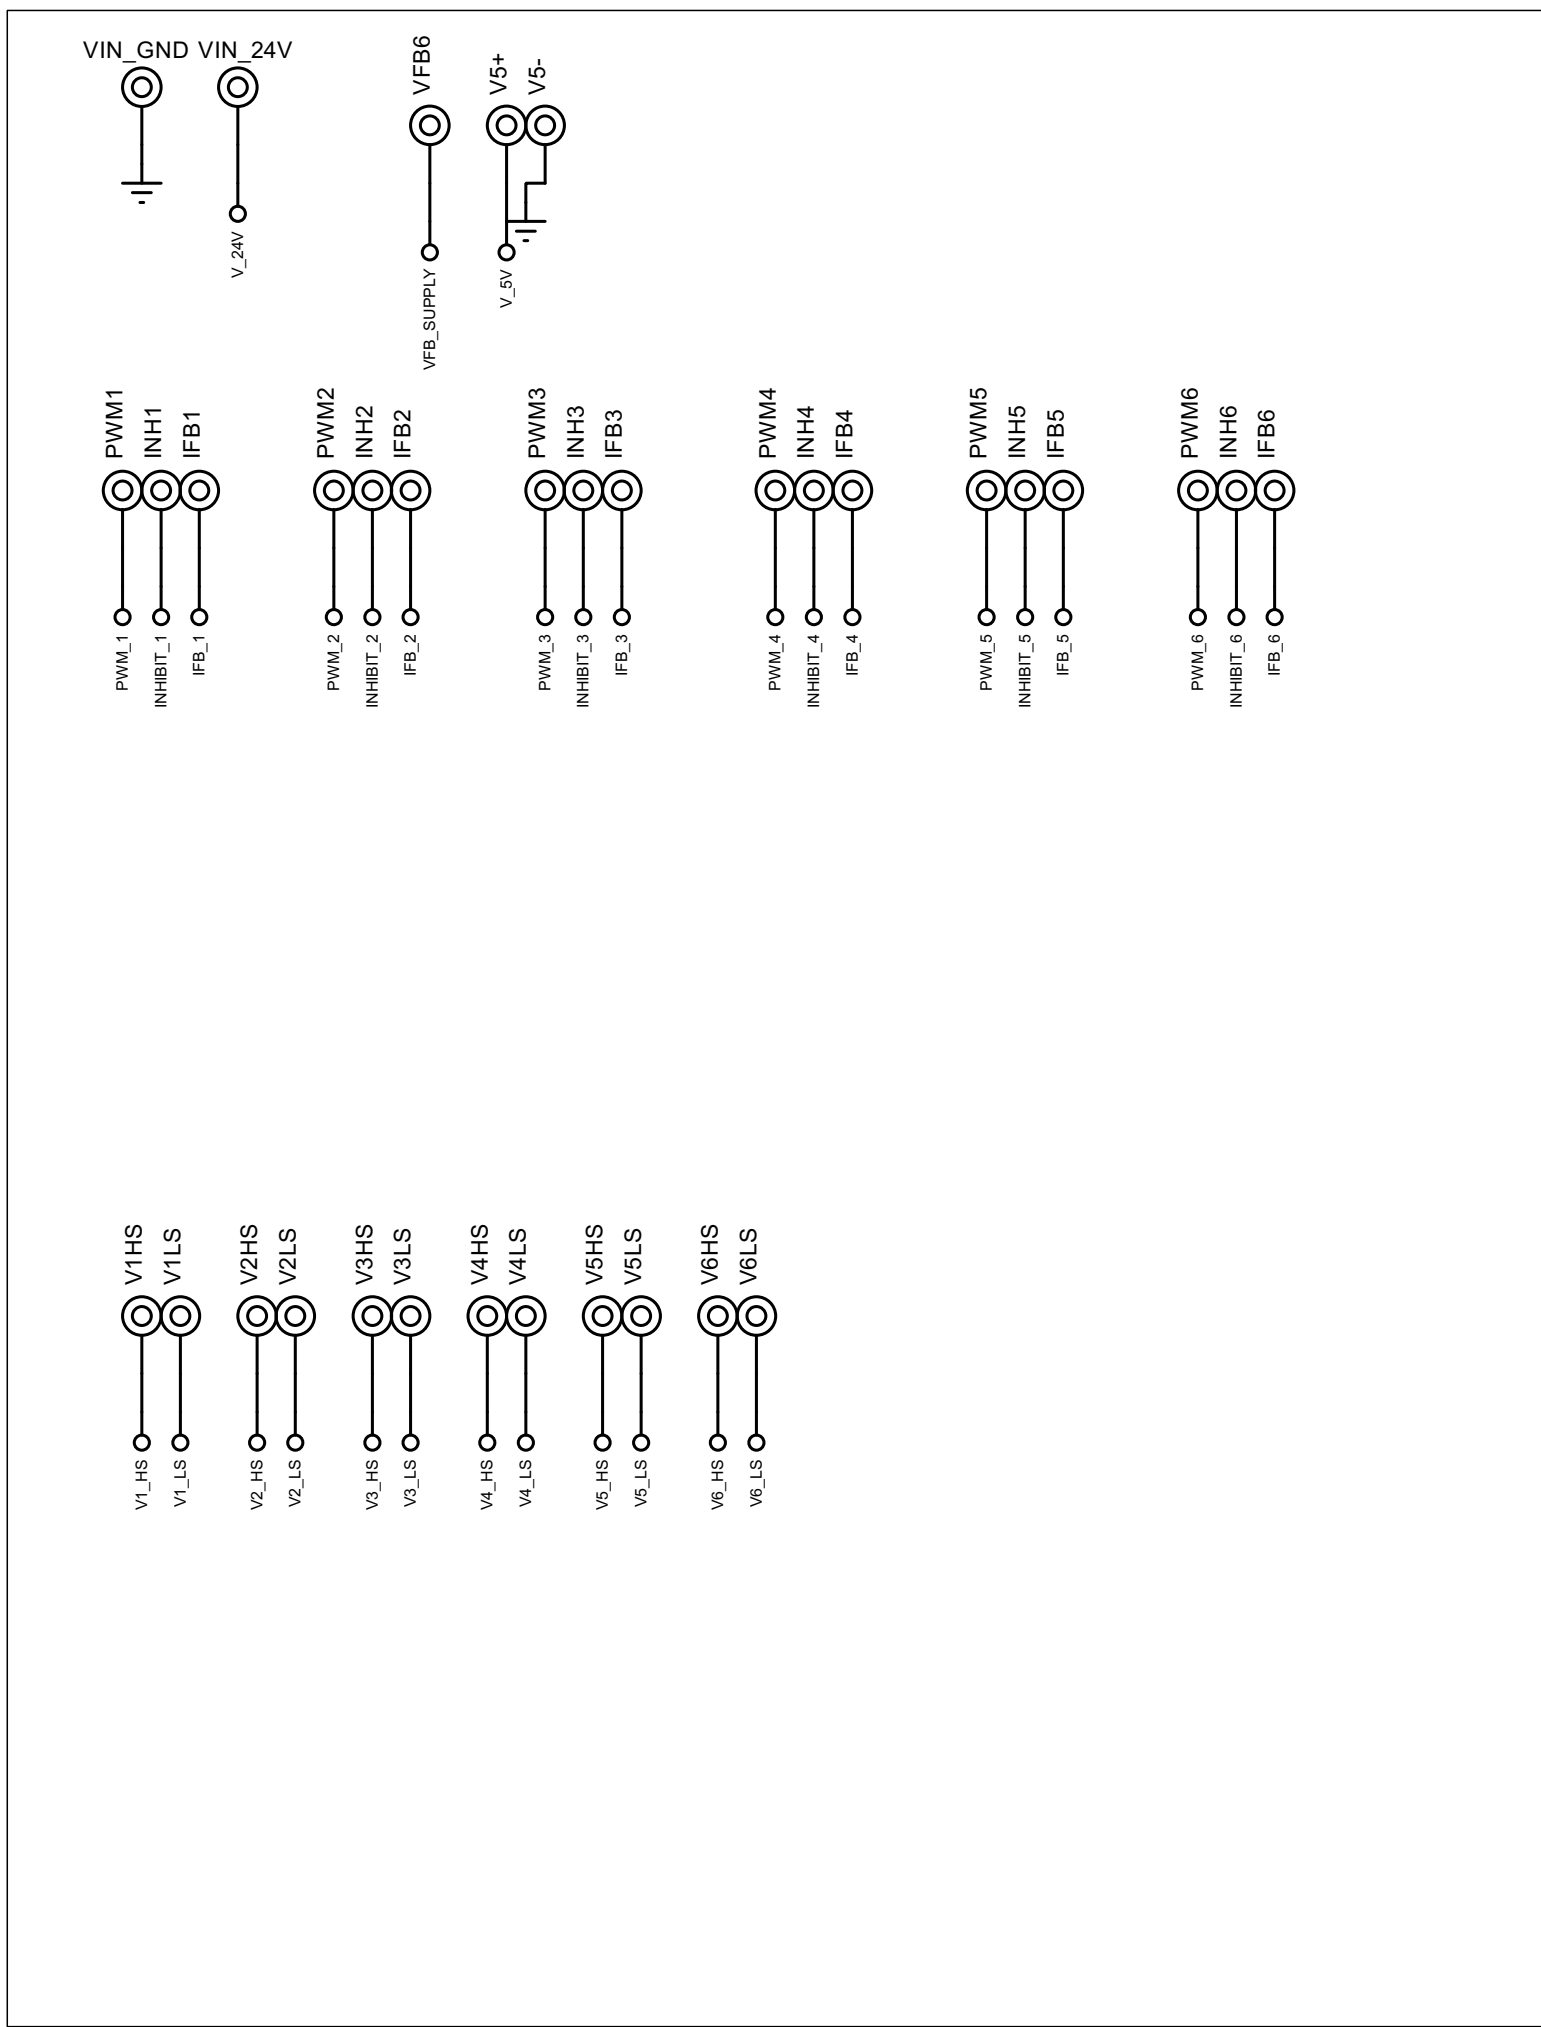 VIN_GND VIN_24V
VFB6
V5+
V5-
V_24V
VFB_SUPPLY
V_5V
PWM1
INH1
IFB1
PWM2
INH2
IFB2
PWM3
INH3
IFB3
PWM4
INH4
IFB4
PWM5
INH5
IFB5
PWM6
INH6
IFB6
PWM_1
INHIBIT_1
IFB_1
PWM_2
INHIBIT_2
IFB_2
PWM_3
INHIBIT_3
IFB_3
PWM_4
INHIBIT_4
IFB_4
PWM_5
INHIBIT_5
IFB_5
PWM_6
INHIBIT_6
IFB_6
V1HS
V1LS
V2HS
V2LS
V3HS
V3LS
V4HS
V4LS
V5HS
V5LS
V6HS
V6LS
V1_HS
V1_LS
V2_HS
V2_LS
V3_HS
V3_LS
V4_HS
V4_LS
V5_HS
V5_LS
V6_HS
V6_LS